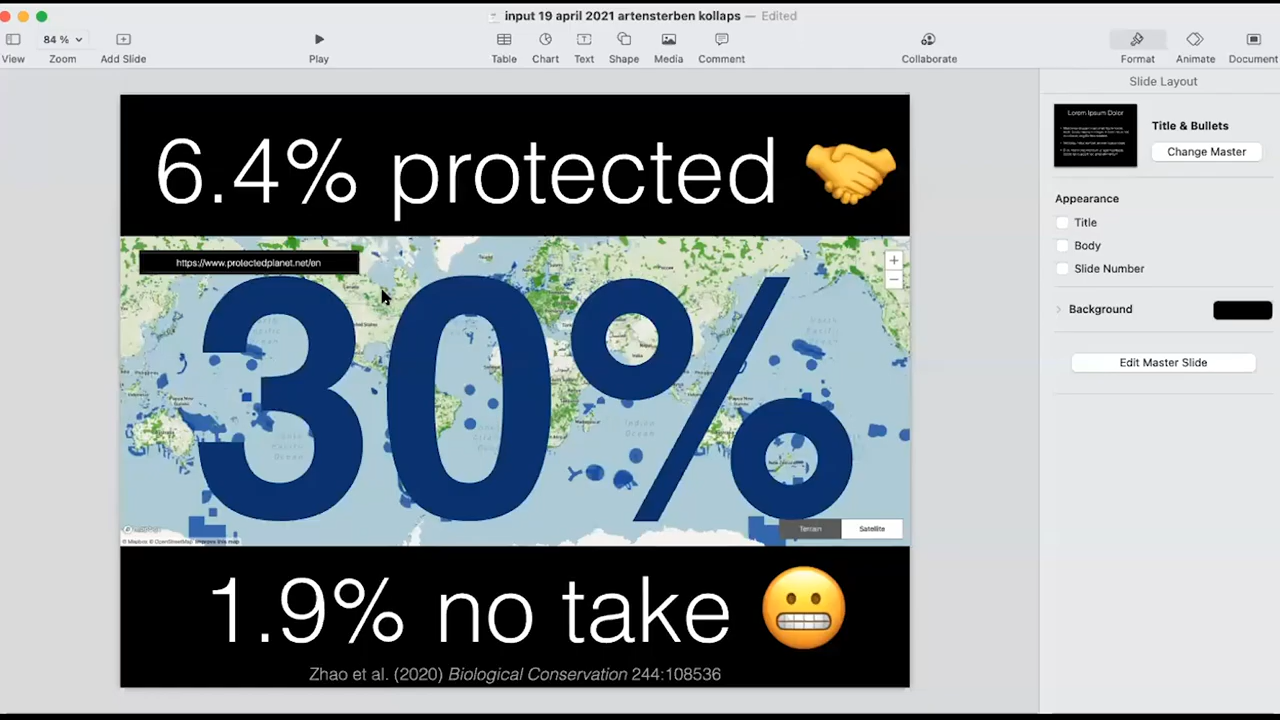 input 19 april 2021 artensterben kollaps — Edited
84 %
View
Zoom
Add Slide
Play
Table
Chart
Text
Shape
Media
Comment
Collaborate
Format
Animate
Document
Slide Layout
Lorem Ipsum Dolor
Title & Bullets
Change Master
Appearance
Title
Body
Slide Number
Background
Edit Master Slide
6.4% protected
https://www.protectedplanet.net/en
30%
Terrain
Satellite
1.9% no take
Zhao et al. (2020) Biological Conservation 244:108536